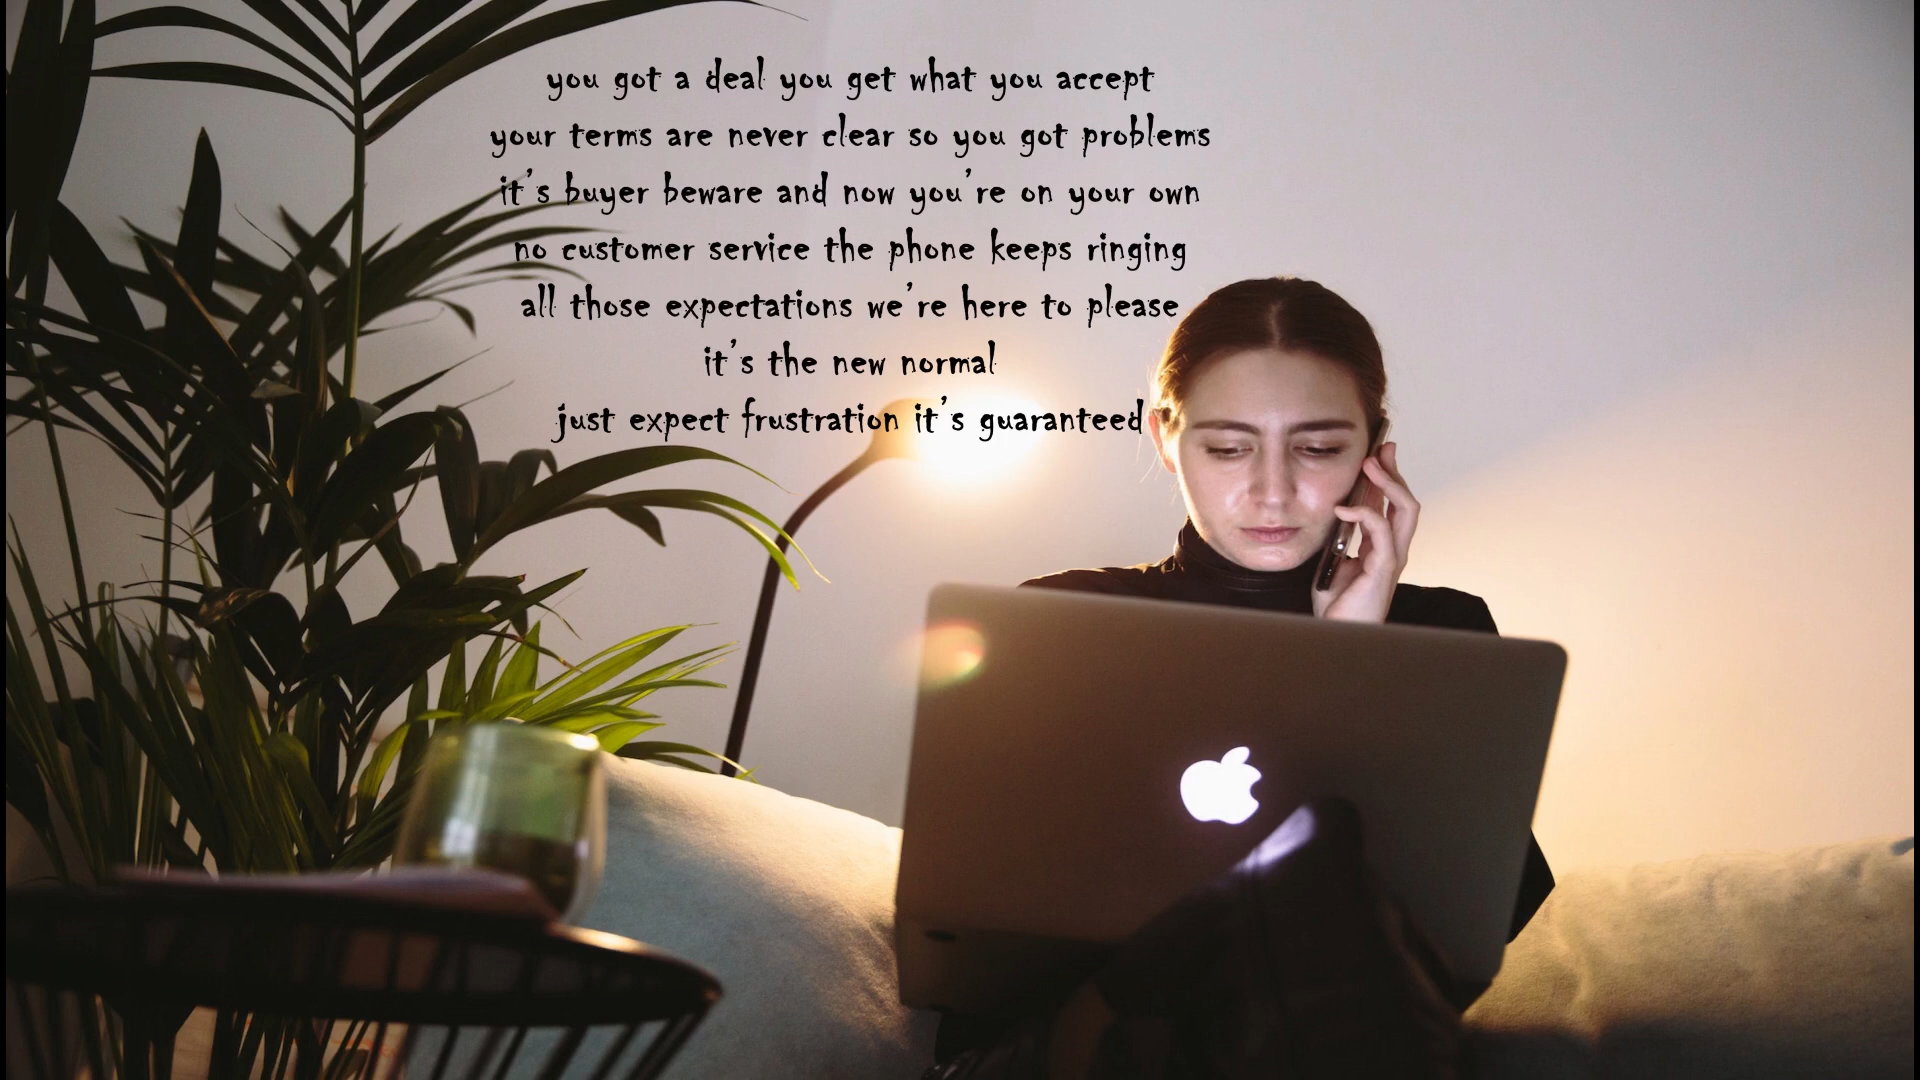 you got a deal you get what you accept
your terms are never clear so you got problems
it's buyer beware and now you're on your own
no customer service the phone keeps ringing
all those expectations we're here to please
it's the new normal
just expect frustration it's guaranteed